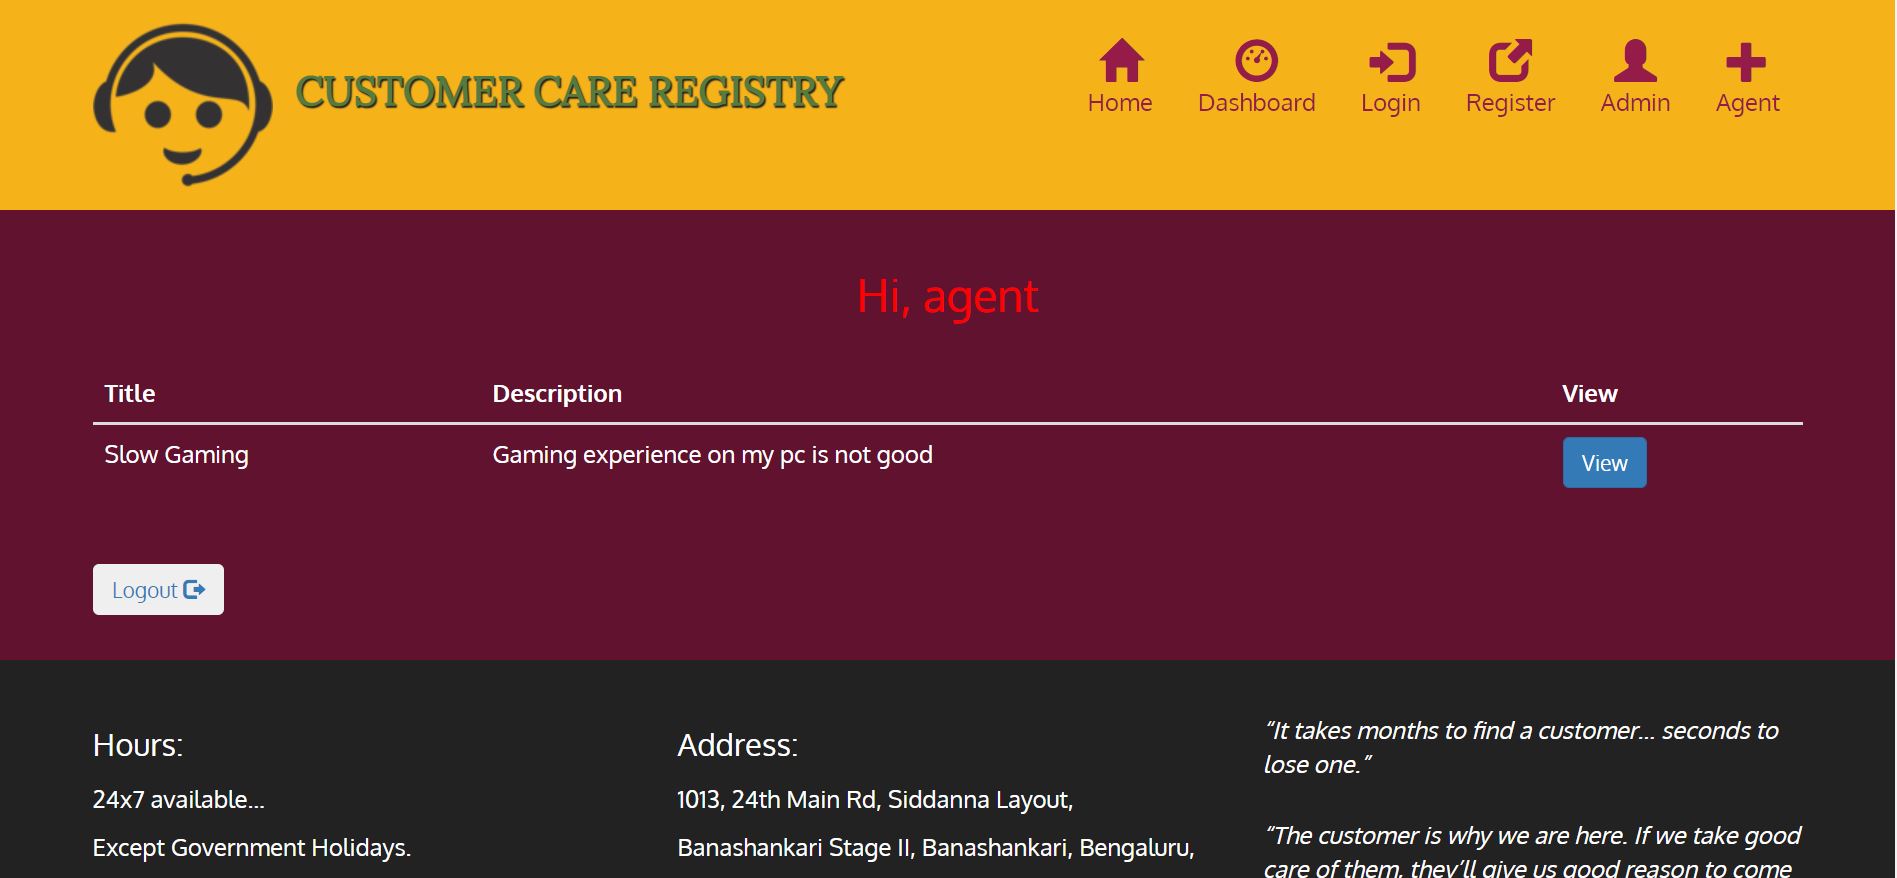 CUSTOMER CARE REGISTRY
Home Dashboard Login Register Admin Agent
Hi, agent
Title Description View
Slow Gaming Gaming experience on my pc is not good View
Logout
Hours:
24x7 available...
Except Government Holidays.
Address:
1013, 24th Main Rd, Siddanna Layout,
Banashankari Stage II, Banashankari, Bengaluru,
“It takes months to find a customer... seconds to
lose one.”
“The customer is why we are here. If we take good
care of them, they’ll give us good reason to come